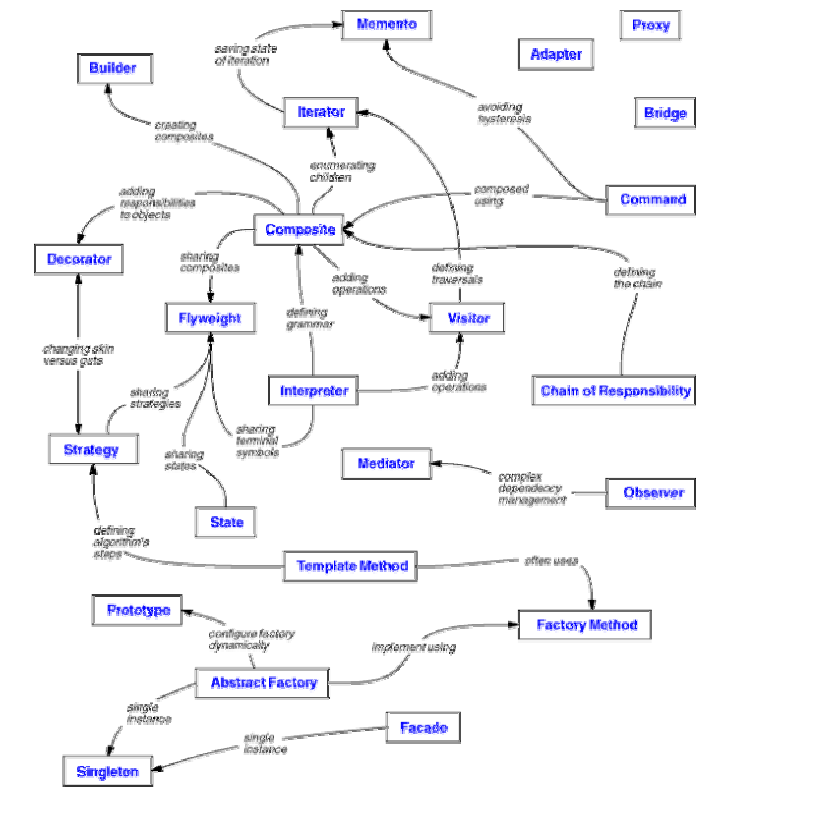 Memento
Proxy
Adapter
saving state
of iteration
Builder
Iterator
avoiding
hysteresis
Bridge
creating
composites
enumerating
children
adding
responsibilities
to objects
composed
using
Command
Composite
Decorator
sharing
composites
adding
operations
defining
traversals
defining
the chain
Flyweight
defining
grammar
Visitor
changing skin
versus guts
sharing
strategies
Interpreter
adding
operations
Chain of Responsibility
Strategy
sharing
states
sharing
terminal
symbols
Mediator
complex
dependency
management
Observer
State
defining
algorithm's
steps
Template Method
often uses
Prototype
Factory Method
configure factory
dynamically
implement using
Abstract Factory
single
instance
Facade
single
instance
Singleton